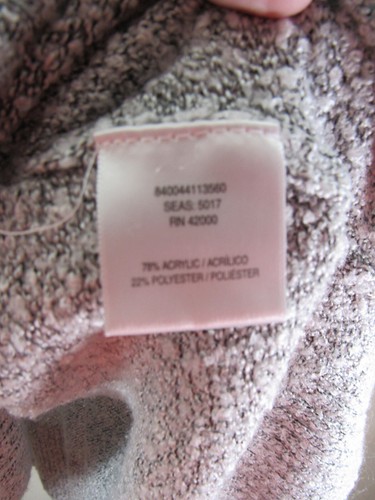 840044113560
SEAS: 5017
RN 42000
78% ACRYLIC / ACRÍLICO
22% POLYESTER / POLIÉSTER